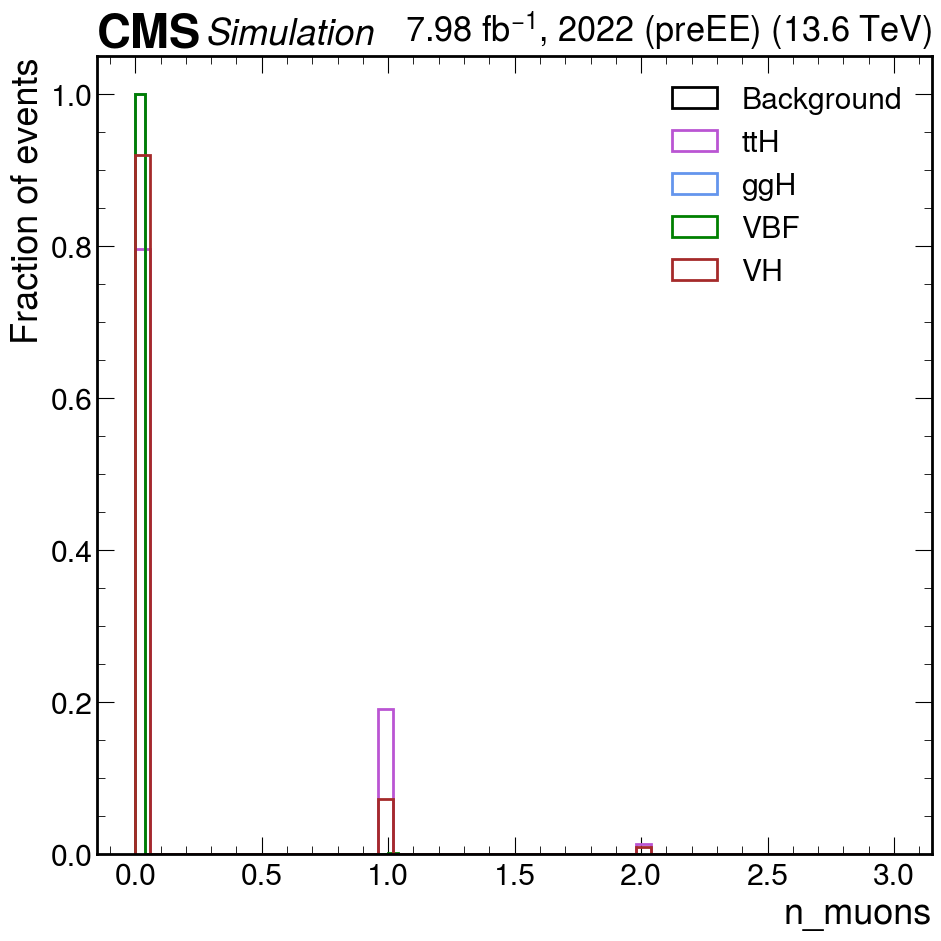 CMS Simulation 7.98 fb⁻¹, 2022 (preEE) (13.6 TeV)
Fraction of events
1.0
0.8
0.6
0.4
0.2
0.0
Background
ttH
ggH
VBF
VH
0.0 0.5 1.0 1.5 2.0 2.5 3.0
n_muons